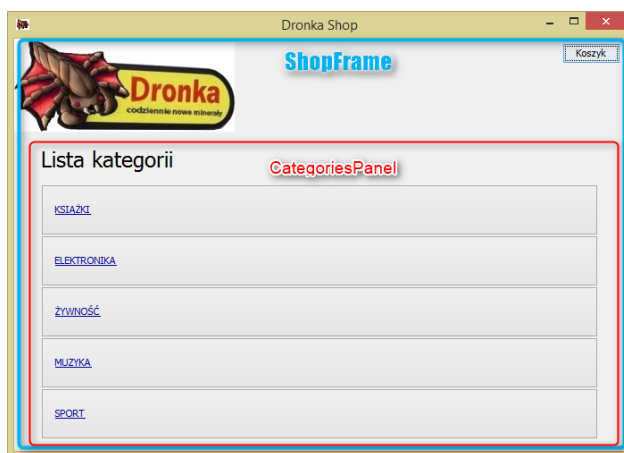 Dronka Shop
ShopFrame
Koszyk
Dronka
codziennie nowe minerały
Lista kategorii
CategoriesPanel
KSIĄŻKI
ELEKTRONIKA
ŻYWNOŚĆ
MUZYKA
SPORT